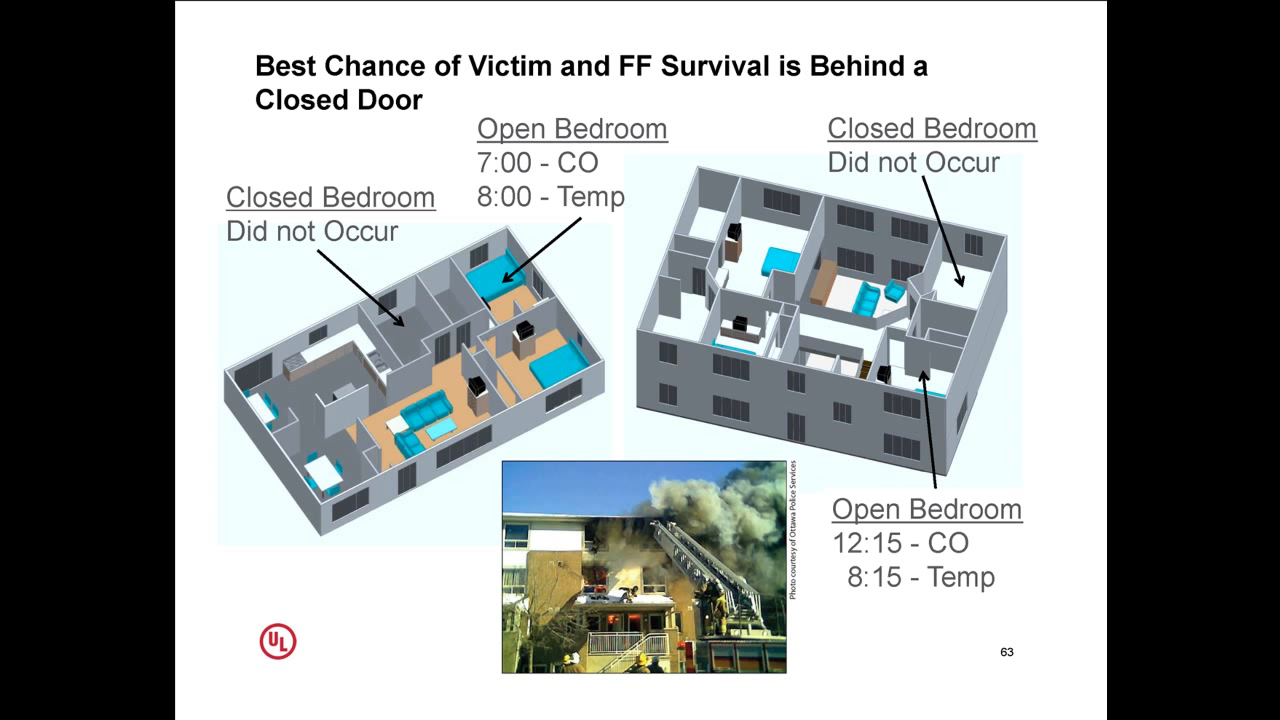 Best Chance of Victim and FF Survival is Behind a
Closed Door
Open Bedroom
7:00 - CO
8:00 - Temp
Closed Bedroom
Did not Occur
Closed Bedroom
Did not Occur
Open Bedroom
12:15 - CO
8:15 - Temp
Photo courtesy of Ottawa Police Services
UL
63